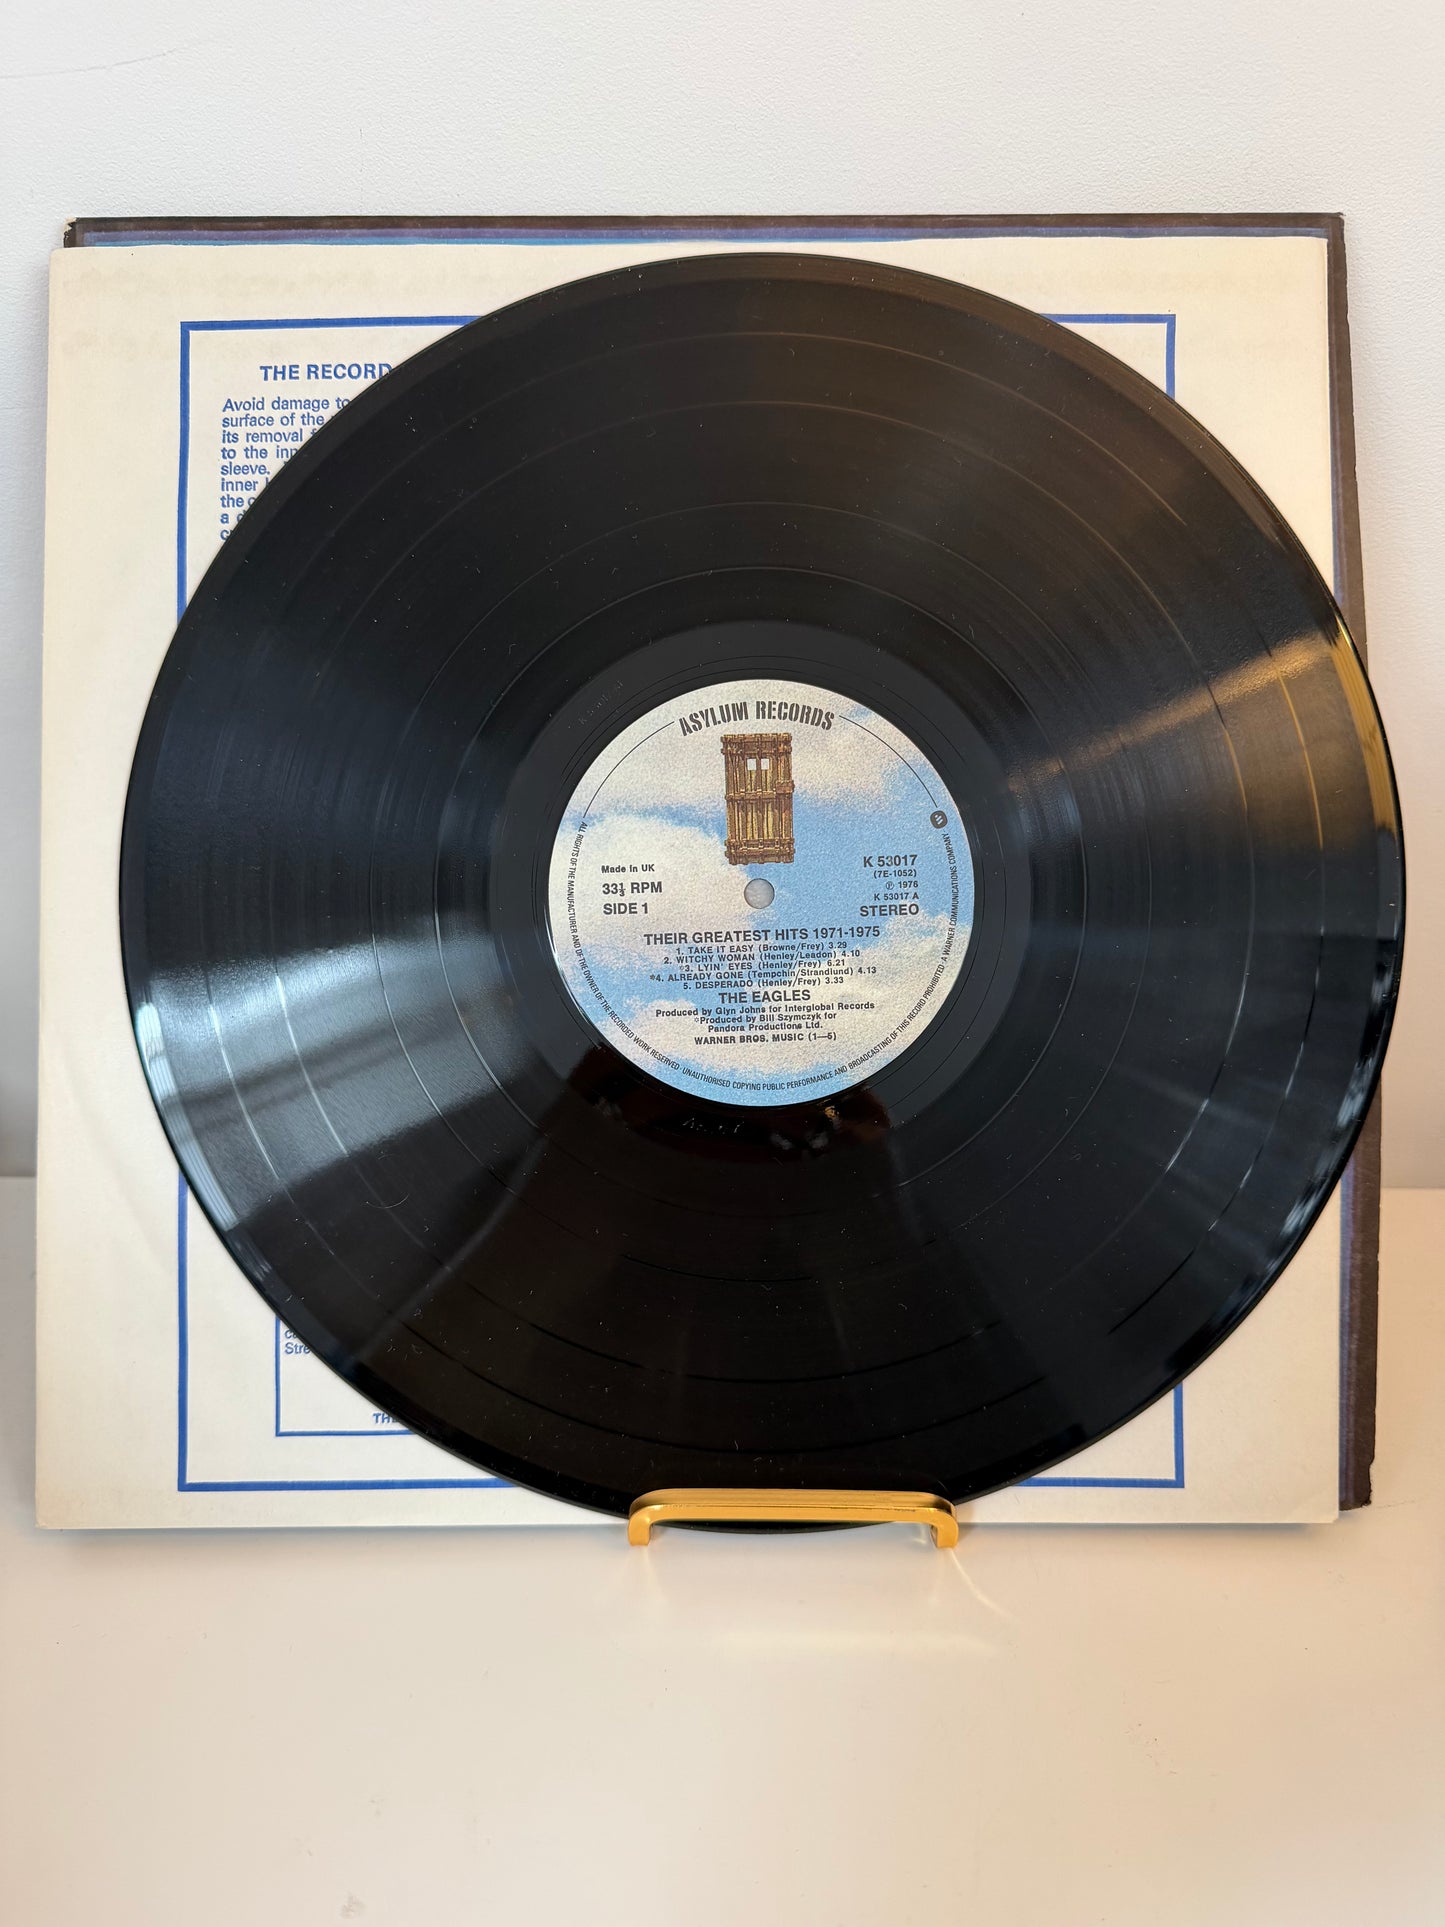 THE RECORD
Avoid damage to
surface of the
its removal
to the
sleeve.
inner
the
a
Stre
ASYLUM RECORDS
Made in UK
33⅓ RPM
SIDE 1
K 53017
(7E-1052)
℗ 1976
K 53017 A
STEREO
THEIR GREATEST HITS 1971-1975
1. TAKE IT EASY (Browne/Frey) 3.29
2. WITCHY WOMAN (Henley/Leadon) 4.10
*3. LYIN' EYES (Henley/Frey) 6.21
*4. ALREADY GONE (Tempchin/Strandlund) 4.13
5. DESPERADO (Henley/Frey) 3.33
THE EAGLES
Produced by Glyn Johns for Interglobal Records
*Produced by Bill Szymczyk for
Pandora Productions Ltd.
WARNER BROS. MUSIC (1—5)
ALL RIGHTS OF THE MANUFACTURER AND OF THE OWNER OF THE RECORDED WORK RESERVED · UNAUTHORISED COPYING PUBLIC PERFORMANCE AND BROADCASTING OF THIS RECORD PROHIBITED · A WARNER COMMUNICATIONS COMPANY